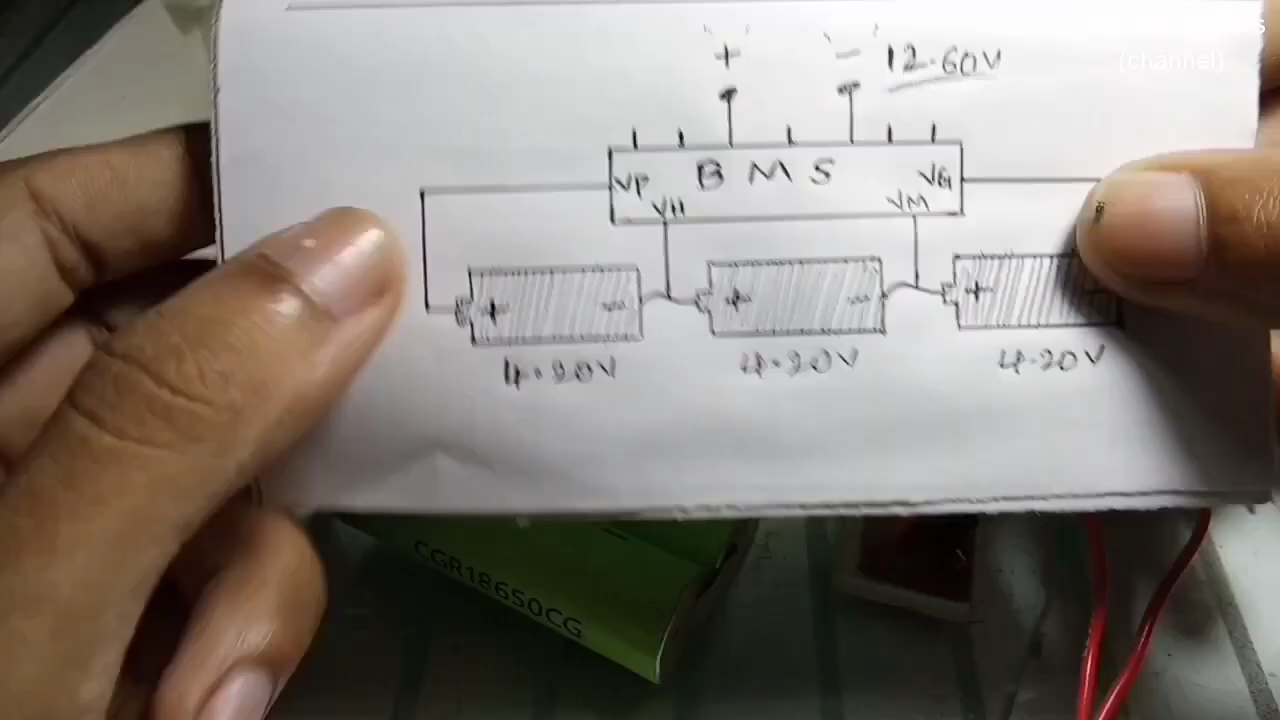 (channel)
+ − 12.60V
BMS
VP VH VM VG
+ − + − +
4.20V 4.20V 4.20V
CGR18650CG